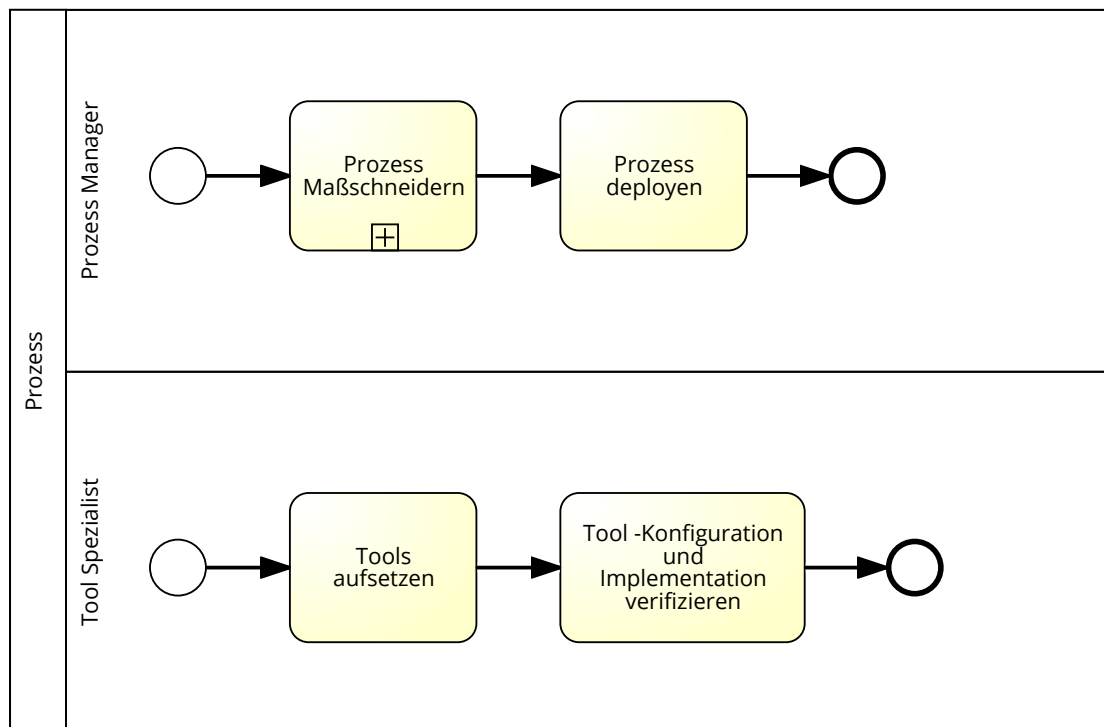 Prozess
Prozess Manager
Prozess
Maßschneidern
Prozess
deployen
Tool Spezialist
Tools
aufsetzen
Tool -Konfiguration
und
Implementation
verifizieren